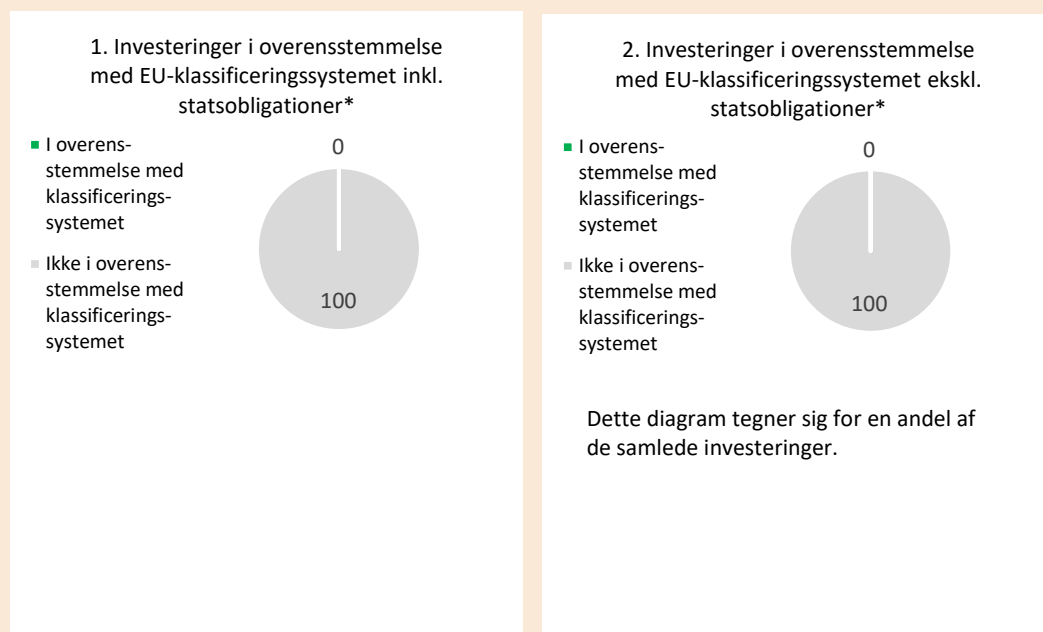 1. Investeringer i overensstemmelse
med EU-klassificeringssystemet inkl.
statsobligationer*
I overens-
stemmelse med
klassificerings-
systemet
Ikke i overens-
stemmelse med
klassificerings-
systemet
0
100
2. Investeringer i overensstemmelse
med EU-klassificeringssystemet ekskl.
statsobligationer*
I overens-
stemmelse med
klassificerings-
systemet
Ikke i overens-
stemmelse med
klassificerings-
systemet
0
100
Dette diagram tegner sig for en andel af
de samlede investeringer.